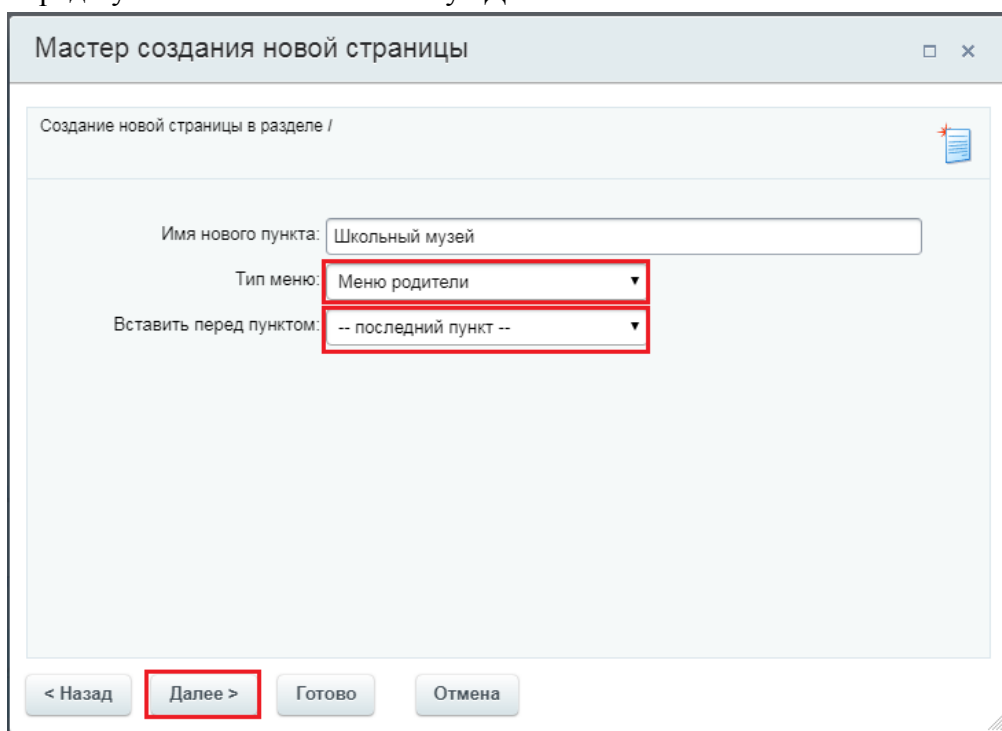 Мастер создания новой страницы
Создание новой страницы в разделе /
Имя нового пункта: Школьный музей
Тип меню: Меню родители
Вставить перед пунктом: -- последний пункт --
< Назад Далее > Готово Отмена